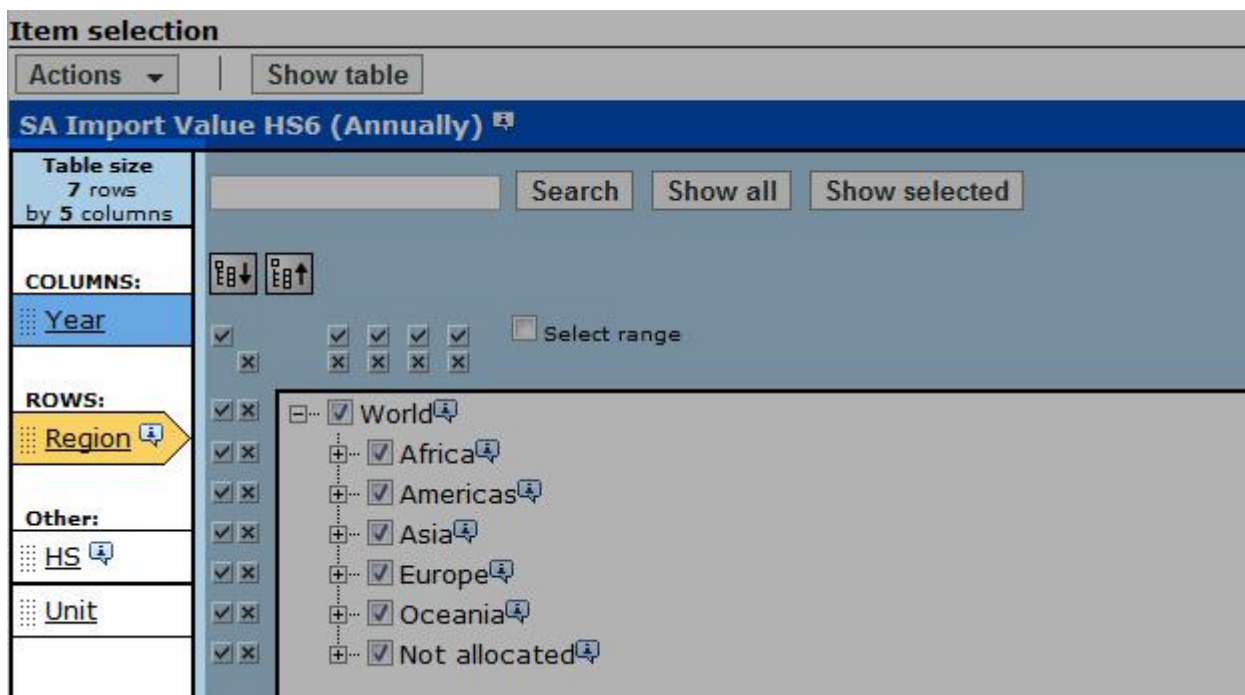 Item selection
Actions Show table
SA Import Value HS6 (Annually)
Table size
7 rows
by 5 columns
Search Show all Show selected
COLUMNS:
Year
Select range
ROWS:
Region
World
Africa
Americas
Asia
Europe
Oceania
Not allocated
Other:
HS
Unit